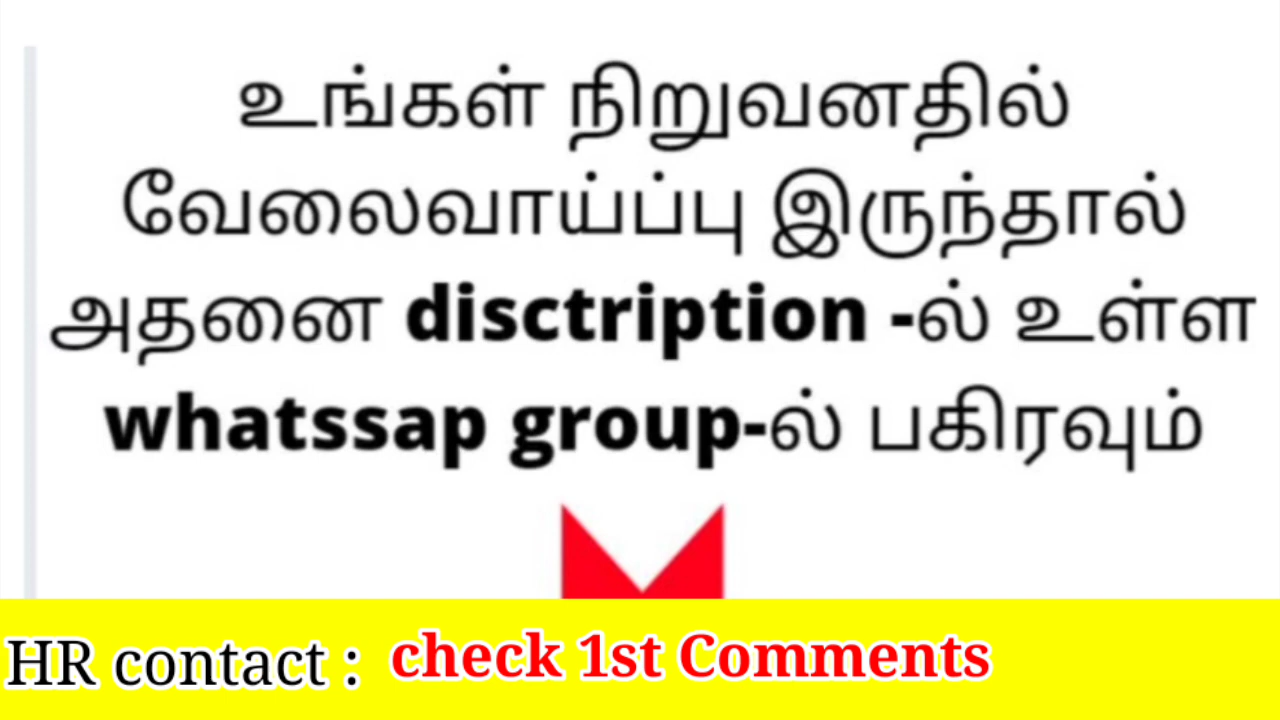 உங்கள் நிறுவனதில்
வேலைவாய்ப்பு இருந்தால்
அதனை disctription -ல் உள்ள
whatssap group-ல் பகிரவும்
HR contact : check 1st Comments